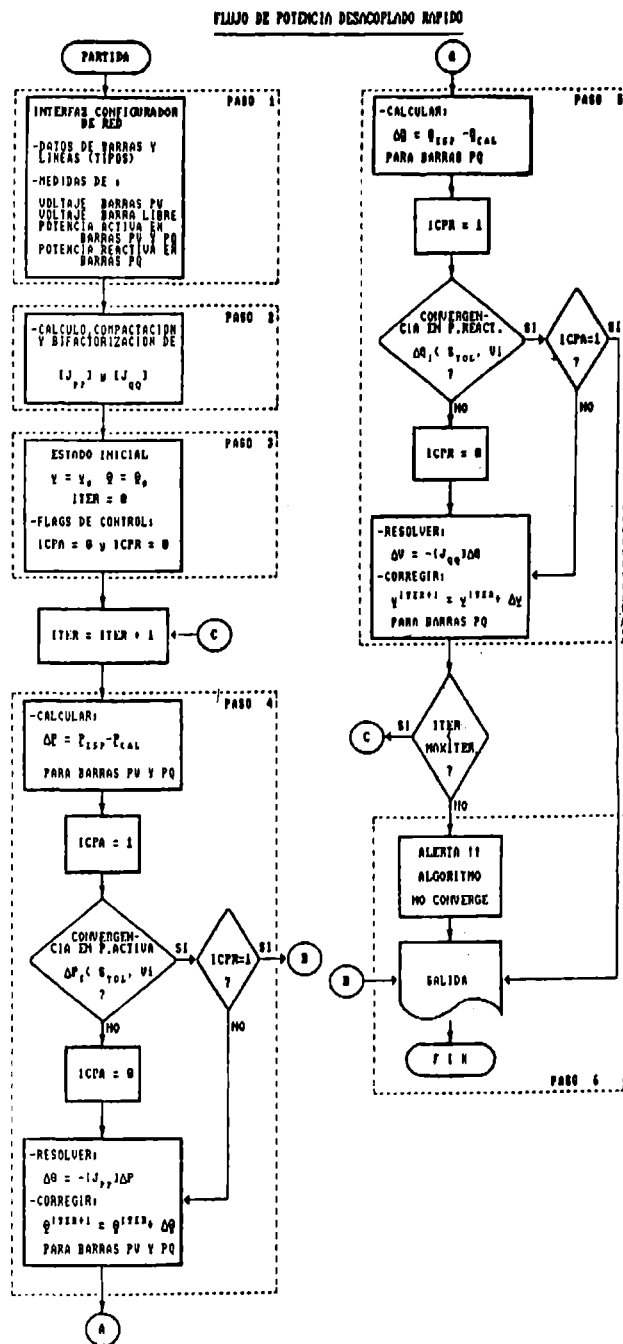 FLUJO DE POTENCIA DESACOPLADO RAPIDO
PARTIDA
PASO 1
INTERFAZ CONFIGURADOR
DE RED
-DATOS DE BARRAS Y
LINEAS (TIPOS)
-MEDIDAS DE :
VOLTAJE BARRAS PV
VOLTAJE BARRA LIBRE
POTENCIA ACTIVA EN
BARRAS PV Y PQ
POTENCIA REACTIVA EN
BARRAS PQ
PASO 2
-CALCULO, COMPACTACION
Y BIFACTORIZACION DE
[J_PP] y [J_QQ]
PASO 3
ESTADO INICIAL
V = V_0 θ = θ_0
ITER = 0
-FLAGS DE CONTROL:
ICPA = 0 y ICPR = 0
ITER = ITER + 1
C
PASO 4
-CALCULAR:
ΔP = P_ESP - P_CAL
PARA BARRAS PV Y PQ
ICPA = 1
CONVERGEN-
CIA EN P.ACTIVA
ΔP_i < S_TOL, Vi
?
SI
ICPR=1
?
SI
B
NO
NO
ICPA = 0
-RESOLVER:
Δθ = -[J_PP]ΔP
-CORREGIR:
θ^ITER+1 = θ^ITER + Δθ
PARA BARRAS PV Y PQ
A
PASO 5
-CALCULAR:
ΔQ = Q_ESP - Q_CAL
PARA BARRAS PQ
ICPR = 1
CONVERGEN-
CIA EN P.REACT.
ΔQ_i < S_TOL, Vi
?
SI
ICPA=1
?
SI
NO
NO
ICPR = 0
-RESOLVER:
ΔV = -[J_QQ]ΔQ
-CORREGIR:
V^ITER+1 = V^ITER + ΔV
PARA BARRAS PQ
C
SI
ITER
<
MAXITER
?
NO
ALERTA !!
ALGORITMO
NO CONVERGE
B
SALIDA
F I N
PASO 6